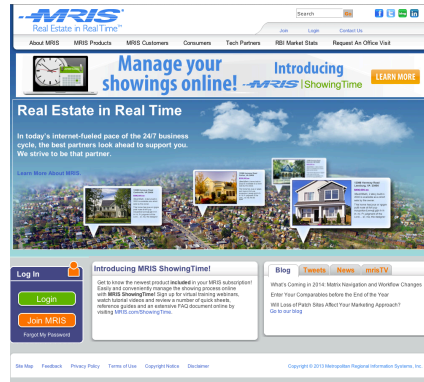 MRIS
Real Estate in Real Time™
Search
Go
Join Login Contact Us
About MRIS MRIS Products MRIS Customers Consumers Tech Partners RBI Market Stats Request An Office Visit
Manage your
showings online!
Introducing
MRIS | ShowingTime
LEARN MORE
Real Estate in Real Time
In today's internet-fueled pace of the 24/7 business
cycle, the best partners look ahead to support you.
We strive to be that partner.
Learn More About MRIS.
Log In
Login
Join MRIS
Forgot My Password
Introducing MRIS ShowingTime!
Get to know the newest product included in your MRIS subscription!
Easily and conveniently manage the showing process online
with MRIS ShowingTime! Sign up for virtual training webinars,
watch tutorial videos and review a number of quick sheets,
reference guides and an extensive FAQ document online by
visiting MRIS.com/ShowingTime.
Blog Tweets News mrisTV
What's Coming in 2014: Matrix Navigation and Workflow Changes
Enter Your Comparables before the End of the Year
Will Loss of Patch Sites Affect Your Marketing Approach?
Go to our blog
Site Map Feedback Privacy Policy Terms of Use Copyright Notice Disclaimer
Copyright © 2013 Metropolitan Regional Information Systems, Inc.